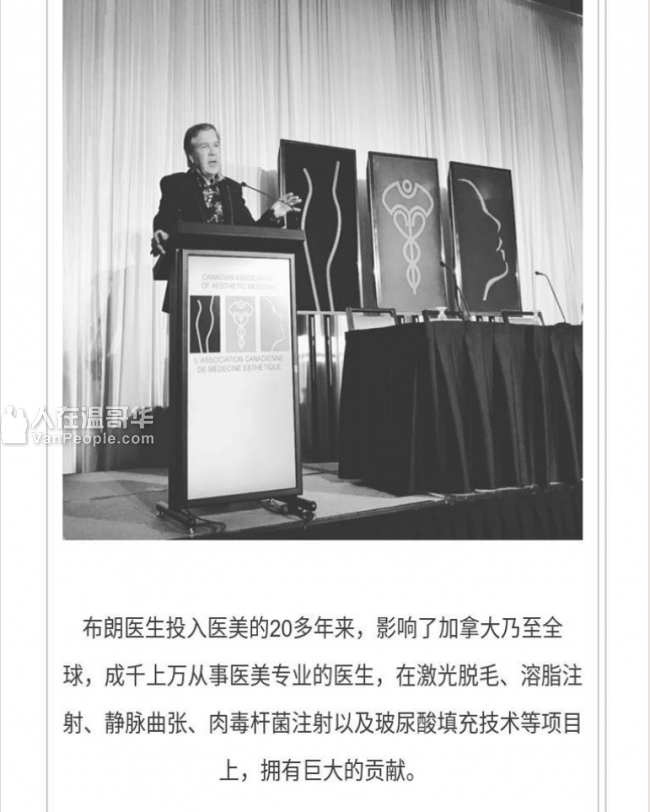 CANADIAN ASSOCIATION
OF AESTHETIC MEDICINE
L'ASSOCIATION CANADIENNE
DE MÉDECINE ESTHÉTIQUE
人在温哥华
VanPeople.com
布朗医生投入医美的20多年来，影响了加拿大乃至全
球，成千上万从事医美专业的医生，在激光脱毛、溶脂注
射、静脉曲张、肉毒杆菌注射以及玻尿酸填充技术等项目
上，拥有巨大的贡献。